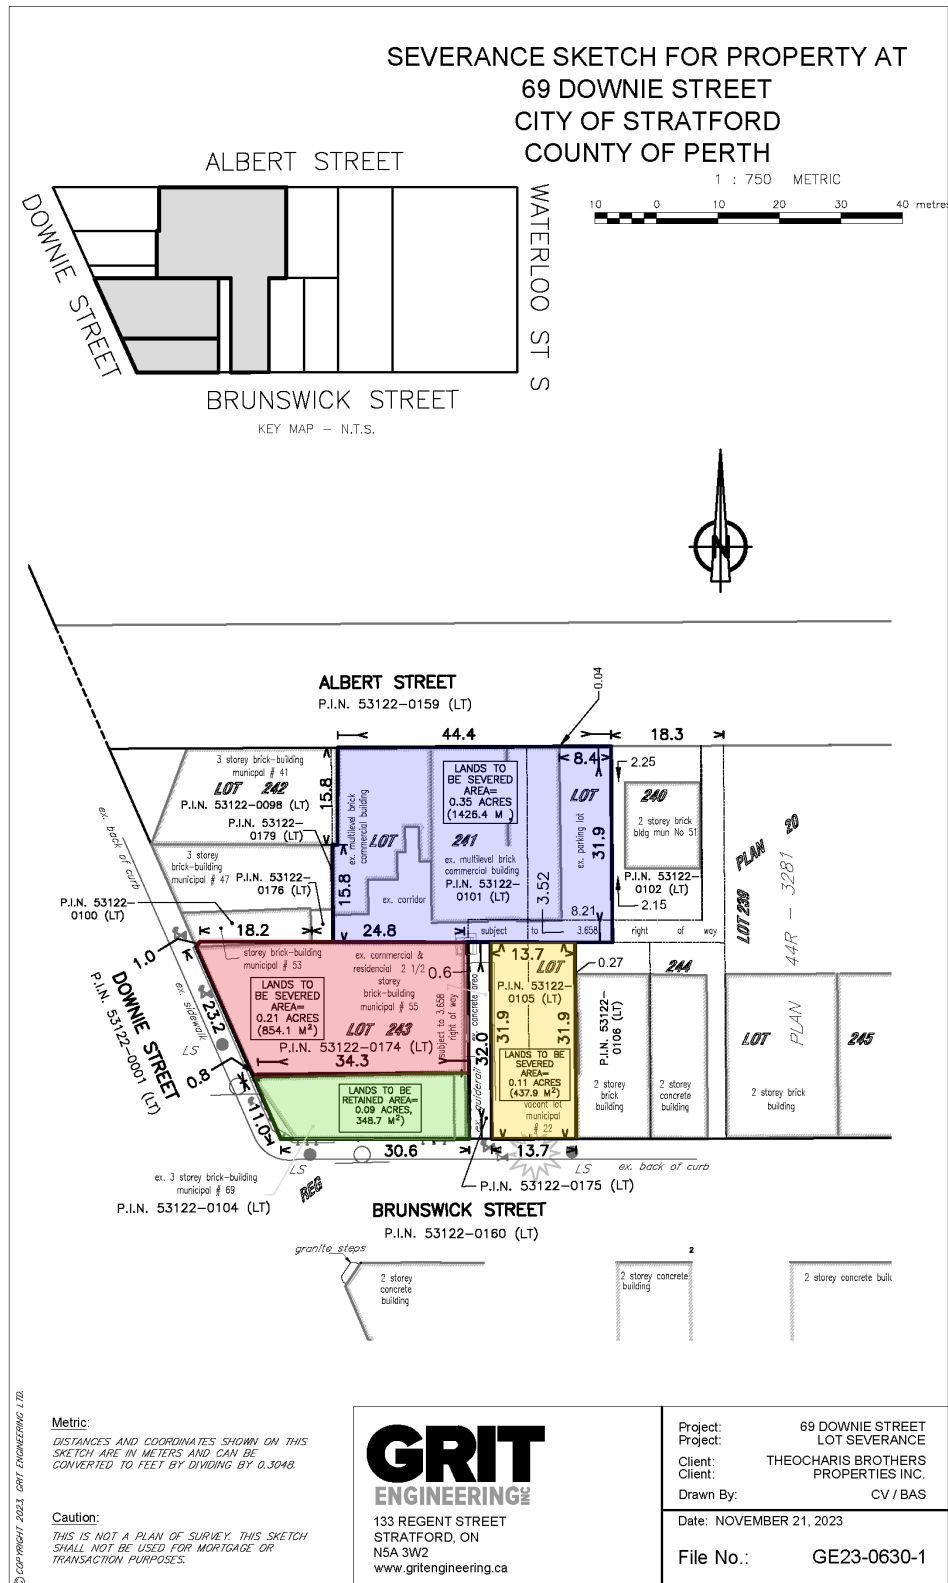 SEVERANCE SKETCH FOR PROPERTY AT
69 DOWNIE STREET
CITY OF STRATFORD
COUNTY OF PERTH
1 : 750 METRIC
10 0 10 20 30 40 metres
ALBERT STREET
DOWNIE STREET
WATERLOO ST S
BRUNSWICK STREET
KEY MAP - N.T.S.
N
ALBERT STREET
P.I.N. 53122-0159 (LT)
0.04
44.4
18.3
3 storey brick-building
municpal # 41
LOT 242
P.I.N. 53122-0098 (LT)
P.I.N. 53122-
0179 (LT)
15.8
15.8
3 storey
brick-building
municipal # 47
P.I.N. 53122-
0176 (LT)
P.I.N. 53122-
0100 (LT)
ex. back of curb
ex. multilevel brick
commercial building
LANDS TO
BE SEVERED
AREA=
0.35 ACRES
(1426.4 M )
LOT
241
ex. multilevel brick
commercial building
P.I.N. 53122-
0101 (LT)
ex. corridor
8.4
LOT
ex. parking lot
31.9
3.52
8.21
2.25
240
2 storey brick
bldg mun No 51
P.I.N. 53122-
0102 (LT)
2.15
LOT 239
PLAN 20
44R - 3281
PLAN
18.2
24.8
subject to 3.658 right of way
1.0
storey brick-building
municipal # 53
ex. commercial &
residential 2 1/2
storey
brick-building
municipal # 55
LANDS TO
BE SEVERED
AREA=
0.21 ACRES
(854.1 M²)
LOT 243
P.I.N. 53122-0174 (LT)
34.3
subject to 3.658
right of way
0.6
ex. concrete area
32.0
ex. guiderail
13.7
LOT
P.I.N. 53122-
0105 (LT)
31.9
31.9
LANDS TO
BE SEVERED
AREA=
0.11 ACRES
(437.9 M²)
vacant lot
municipal
# 22
0.27
244
P.I.N. 53122-
0106 (LT)
2 storey
brick
building
2 storey
concrete
building
LOT
2 storey brick
building
245
DOWNIE STREET
P.I.N. 53122-0001 (LT)
23.2
ex. sidewalk
LS
0.8
11.0
LANDS TO BE
RETAINED AREA=
0.09 ACRES,
348.7 M²)
30.6
13.7
LS
REG
LS
ex. back of curb
ex. 3 storey brick-building
municipal # 69
P.I.N. 53122-0104 (LT)
P.I.N. 53122-0175 (LT)
BRUNSWICK STREET
P.I.N. 53122-0160 (LT)
granite steps
2 storey
concrete
building
2
2 storey concrete
building
2 storey concrete buil
© COPYRIGHT 2023, GRIT ENGINEERING LTD.
Metric:
DISTANCES AND COORDINATES SHOWN ON THIS
SKETCH ARE IN METERS AND CAN BE
CONVERTED TO FEET BY DIVIDING BY 0.3048.
Caution:
THIS IS NOT A PLAN OF SURVEY. THIS SKETCH
SHALL NOT BE USED FOR MORTGAGE OR
TRANSACTION PURPOSES.
GRIT
ENGINEERING INC
133 REGENT STREET
STRATFORD, ON
N5A 3W2
www.gritengineering.ca
Project: 69 DOWNIE STREET
Project: LOT SEVERANCE
Client: THEOCHARIS BROTHERS
Client: PROPERTIES INC.
Drawn By: CV / BAS
Date: NOVEMBER 21, 2023
File No.: GE23-0630-1